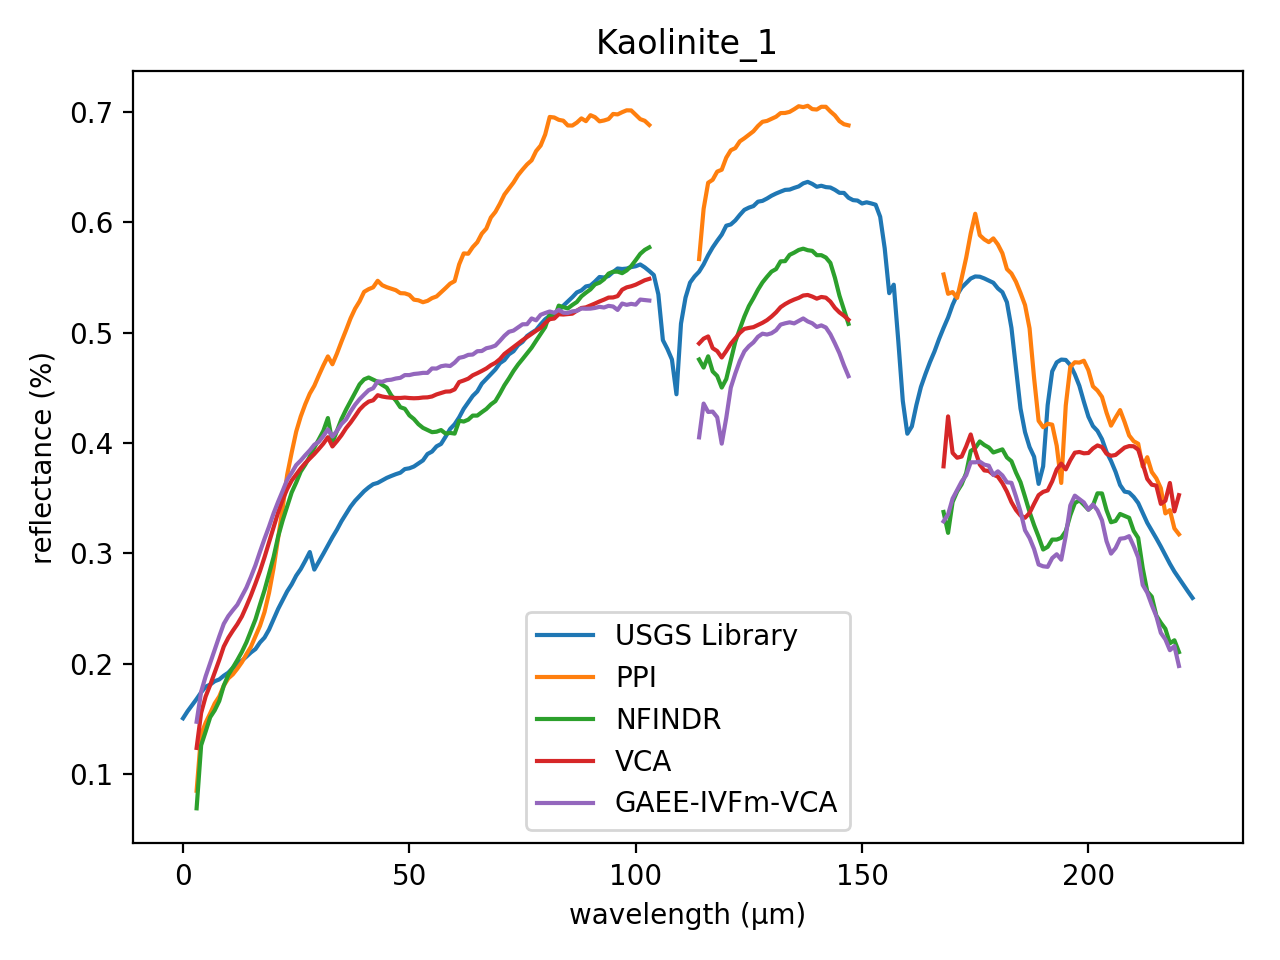 Kaolinite_1
reflectance (%)
0.7
0.6
0.5
0.4
0.3
0.2
0.1
USGS Library
PPI
NFINDR
VCA
GAEE-IVFm-VCA
0 50 100 150 200
wavelength (µm)